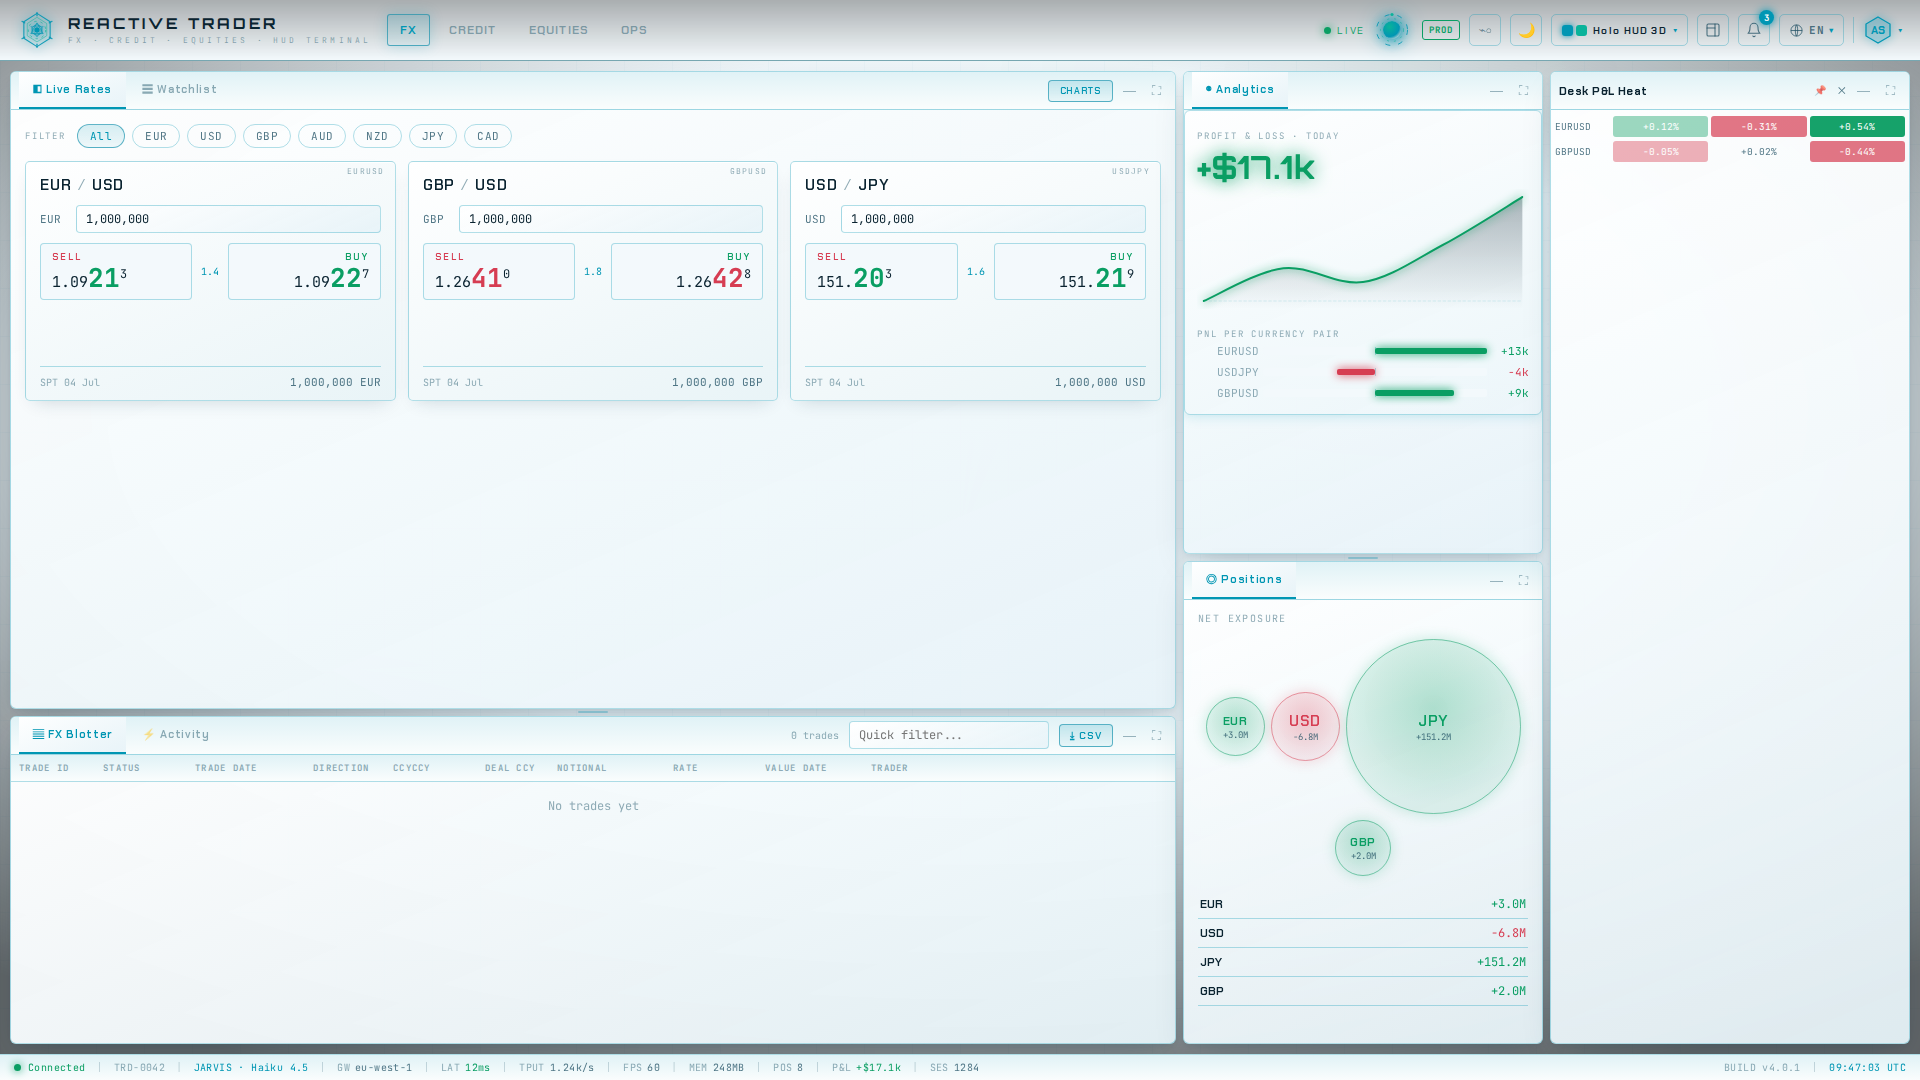 REACTIVE TRADER
FX · CREDIT · EQUITIES · HUD TERMINAL
FX CREDIT EQUITIES OPS
LIVE PROD Holo HUD 3D 3 EN AS
Live Rates Watchlist CHARTS
FILTER All EUR USD GBP AUD NZD JPY CAD
EURUSD
EUR / USD
EUR 1,000,000
SELL BUY
1.09213 1.4 1.09227
SPT 04 Jul 1,000,000 EUR
GBPUSD
GBP / USD
GBP 1,000,000
SELL BUY
1.26410 1.8 1.26428
SPT 04 Jul 1,000,000 GBP
USDJPY
USD / JPY
USD 1,000,000
SELL BUY
151.203 1.6 151.219
SPT 04 Jul 1,000,000 USD
FX Blotter Activity 0 trades Quick filter... CSV
TRADE ID STATUS TRADE DATE DIRECTION CCYCCY DEAL CCY NOTIONAL RATE VALUE DATE TRADER
No trades yet
Analytics
PROFIT & LOSS · TODAY
+$17.1k
PNL PER CURRENCY PAIR
EURUSD +13k
USDJPY -4k
GBPUSD +9k
Positions
NET EXPOSURE
EUR
+3.0M
USD
-6.8M
JPY
+151.2M
GBP
+2.0M
EUR +3.0M
USD -6.8M
JPY +151.2M
GBP +2.0M
Desk P&L Heat
EURUSD +0.12% -0.31% +0.54%
GBPUSD -0.05% +0.02% -0.44%
Connected TRD-0042 JARVIS · Haiku 4.5 GW eu-west-1 LAT 12ms TPUT 1.24k/s FPS 60 MEM 248MB POS 8 P&L +$17.1k SES 1284 BUILD v4.0.1 09:47:03 UTC